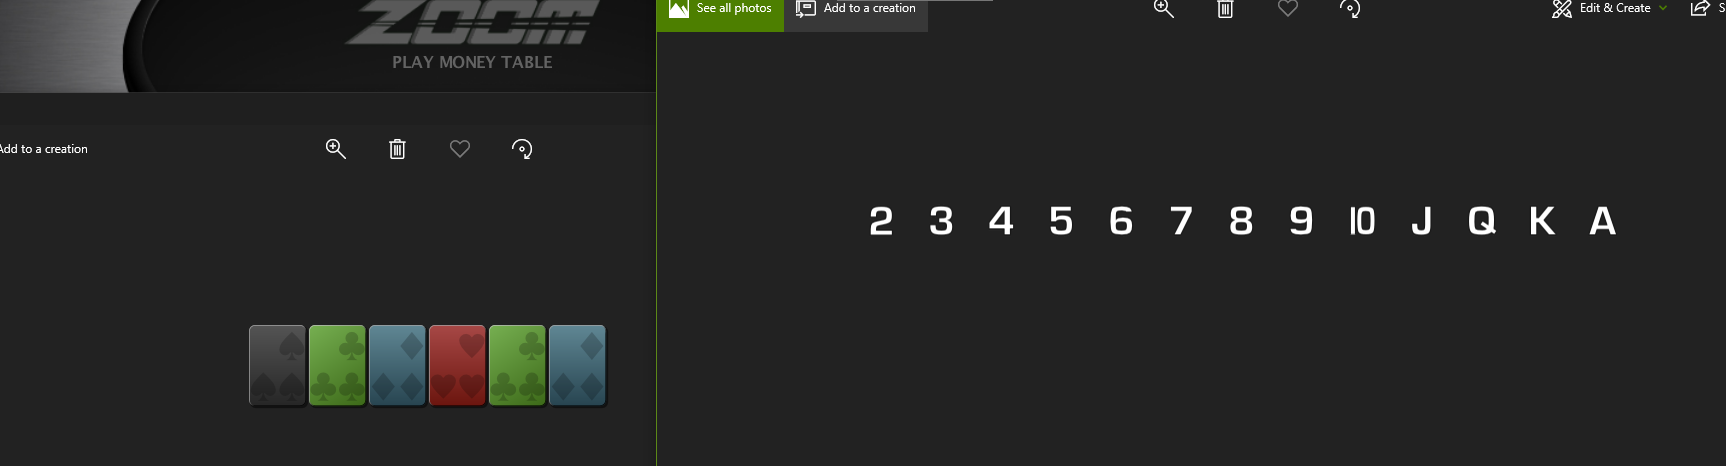 ZOOM
PLAY MONEY TABLE
Add to a creation
See all photos
Add to a creation
Edit & Create
S
2 3 4 5 6 7 8 9 10 J Q K A